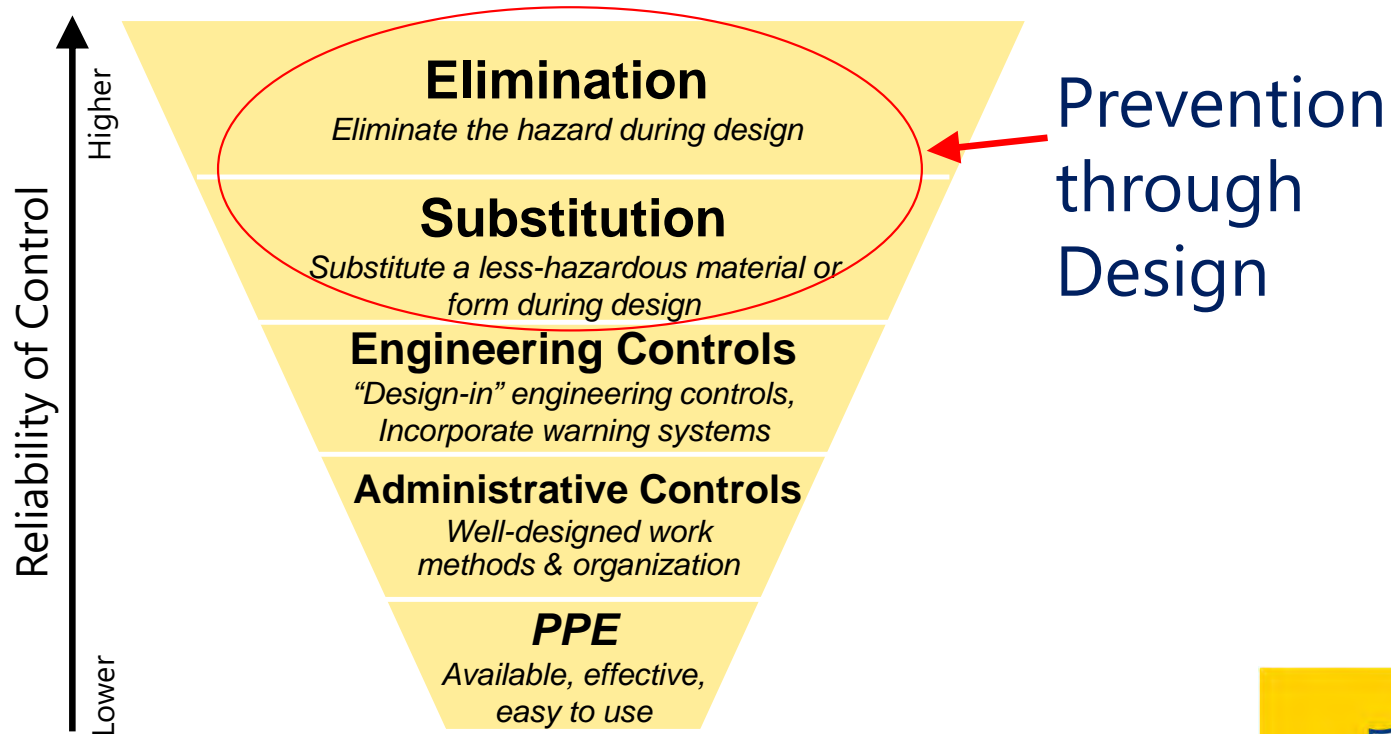 Reliability of Control
Higher
Lower
Elimination
Eliminate the hazard during design
Substitution
Substitute a less-hazardous material or
form during design
Engineering Controls
“Design-in” engineering controls,
Incorporate warning systems
Administrative Controls
Well-designed work
methods & organization
PPE
Available, effective,
easy to use
Prevention
through
Design